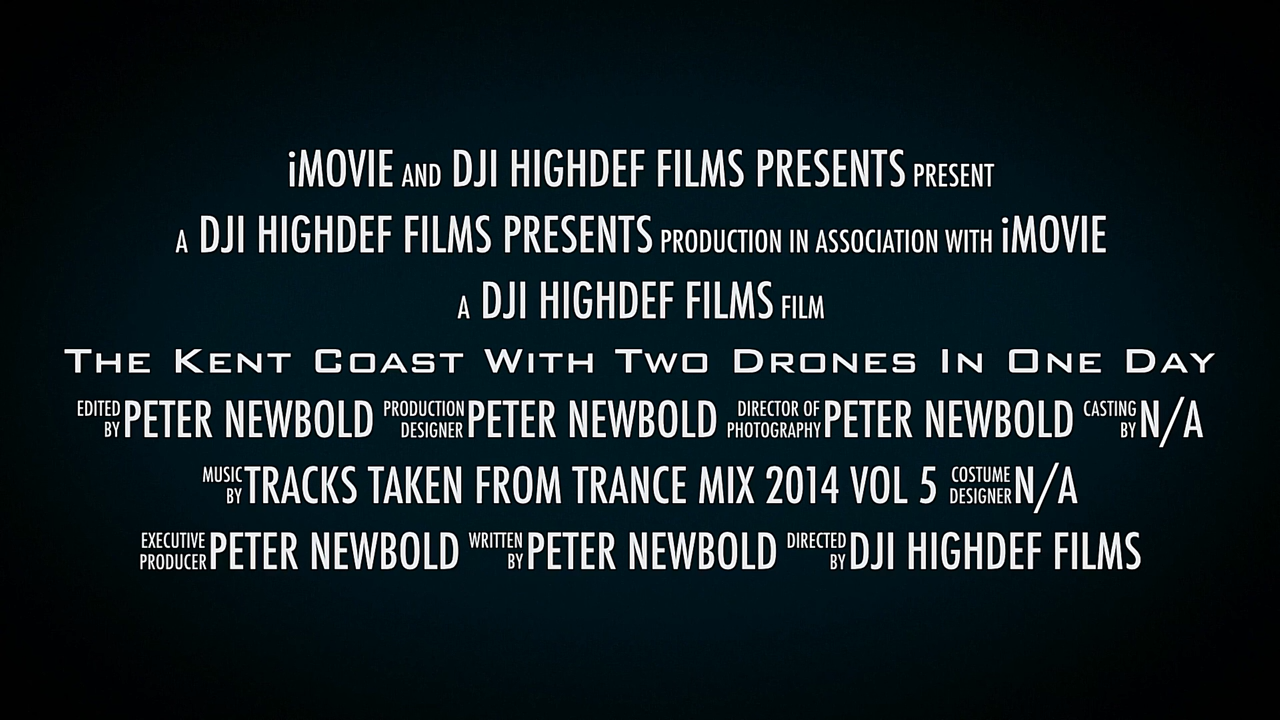 iMOVIE AND DJI HIGHDEF FILMS PRESENTS PRESENT
A DJI HIGHDEF FILMS PRESENTS PRODUCTION IN ASSOCIATION WITH iMOVIE
A DJI HIGHDEF FILMS FILM
The Kent Coast With Two Drones In One Day
EDITED BY PETER NEWBOLD PRODUCTION DESIGNER PETER NEWBOLD DIRECTOR OF PHOTOGRAPHY PETER NEWBOLD CASTING BY N/A
MUSIC BY TRACKS TAKEN FROM TRANCE MIX 2014 VOL 5 COSTUME DESIGNER N/A
EXECUTIVE PRODUCER PETER NEWBOLD WRITTEN BY PETER NEWBOLD DIRECTED BY DJI HIGHDEF FILMS